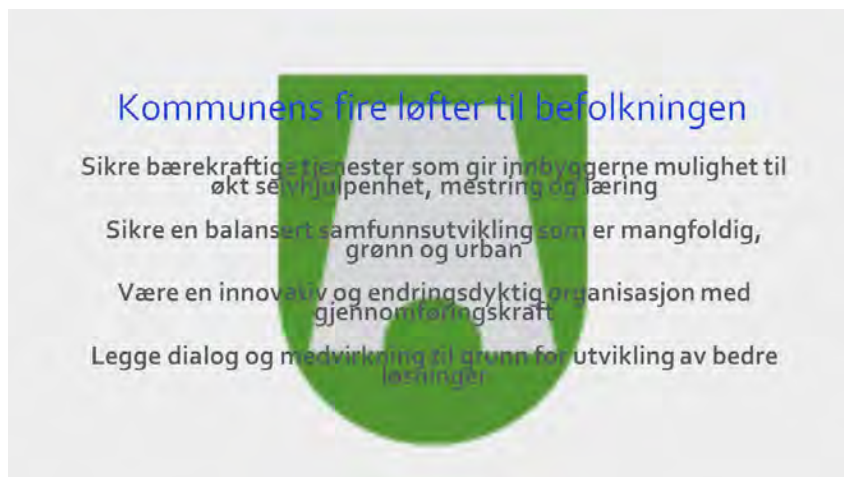 Kommunens fire løfter til befolkningen
Sikre bærekraftige tjenester som gir innbyggerne mulighet til
økt selvhjulpenhet, mestring og læring
Sikre en balansert samfunnsutvikling som er mangfoldig,
grønn og urban
Være en innovativ og endringsdyktig organisasjon med
gjennomføringskraft
Legge dialog og medvirkning til grunn for utvikling av bedre
løsninger